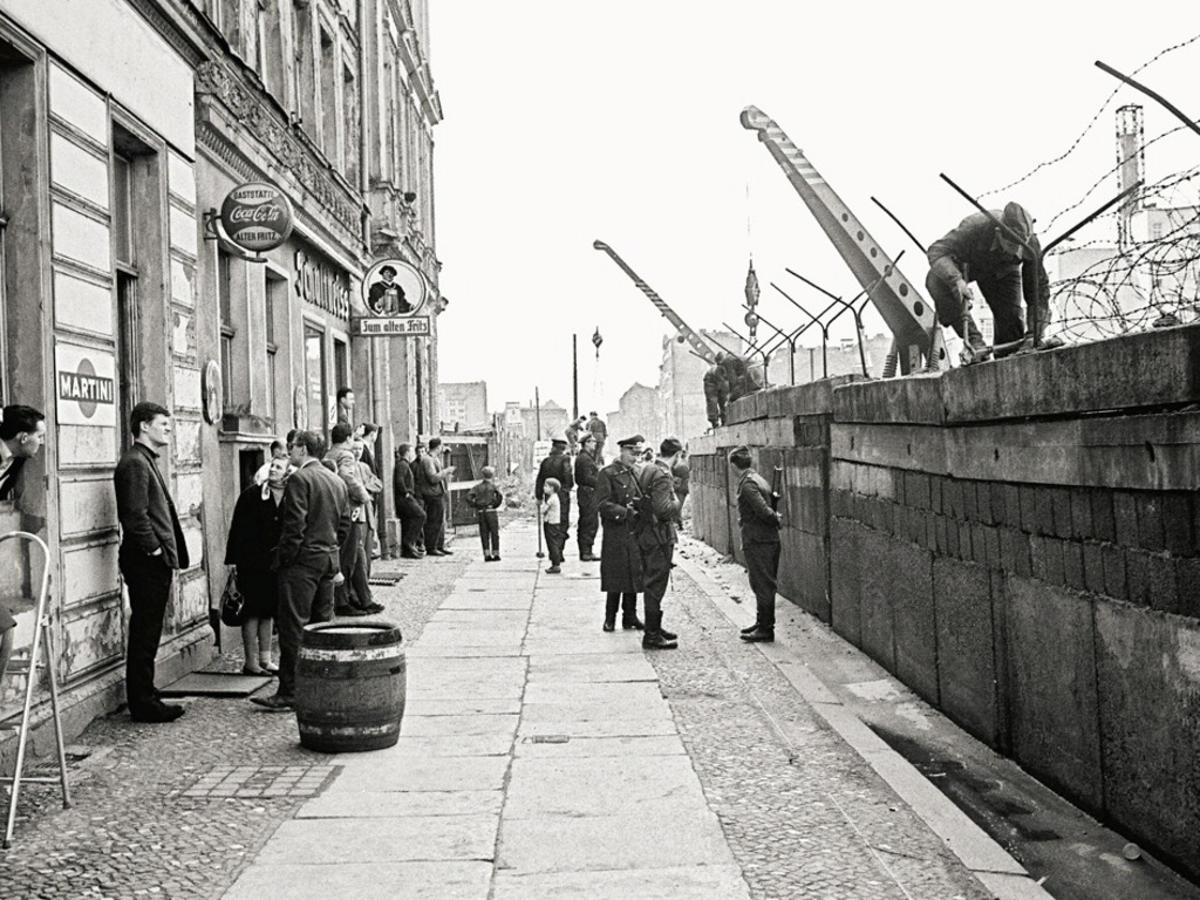 GASTSTÄTTE
Coca-Cola
ALTER FRITZ
Zum alten Fritz
MARTINI